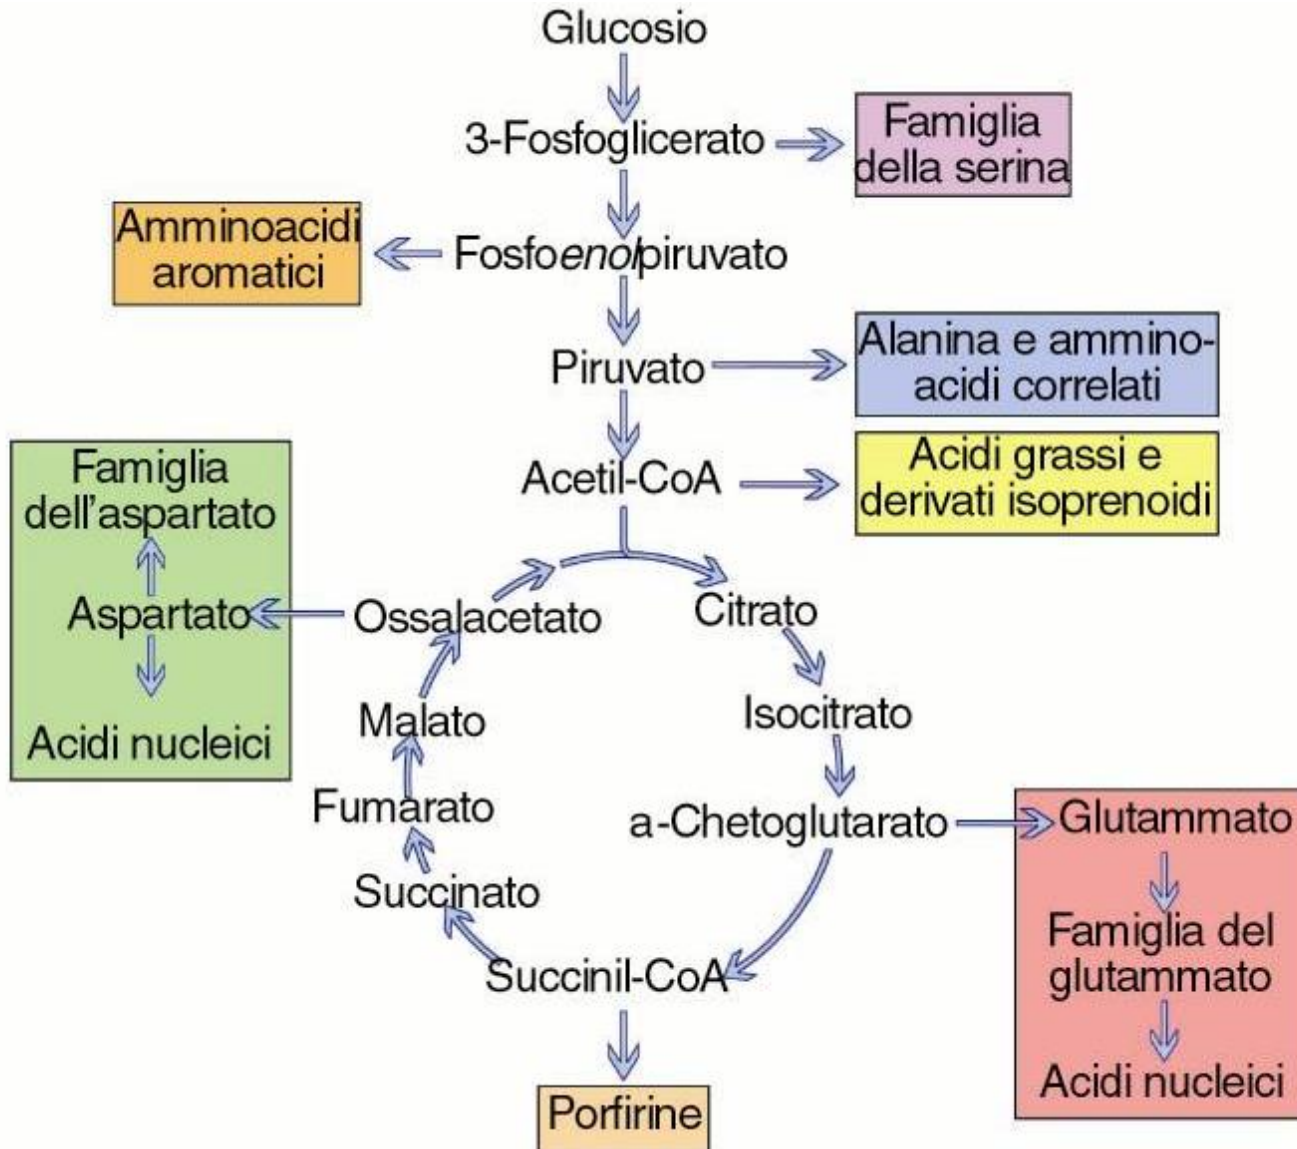 Glucosio
3-Fosfoglicerato
Famiglia
della serina
Amminoacidi
aromatici
Fosfoenolpiruvato
Piruvato
Alanina e ammino-
acidi correlati
Acetil-CoA
Acidi grassi e
derivati isoprenoidi
Famiglia
dell'aspartato
Aspartato
Acidi nucleici
Ossalacetato
Citrato
Malato
Isocitrato
Fumarato
a-Chetoglutarato
Glutammato
Famiglia del
glutammato
Acidi nucleici
Succinato
Succinil-CoA
Porfirine